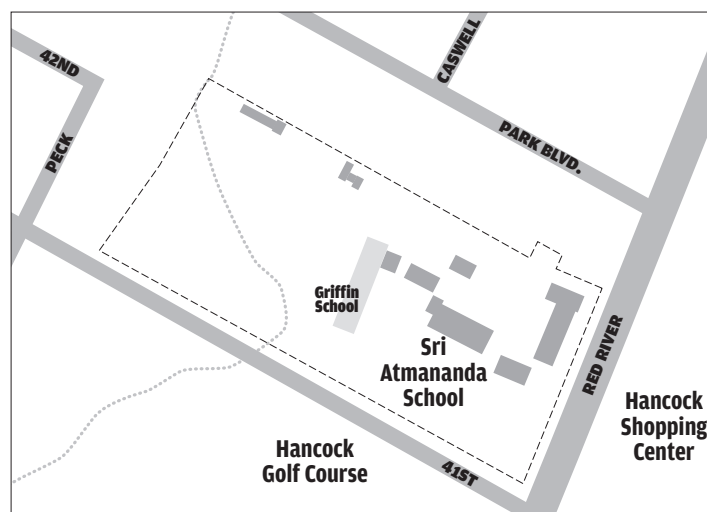 42ND
CASWELL
PECK
PARK BLVD.
Griffin
School
Sri
Atmananda
School
RED RIVER
Hancock
Shopping
Center
Hancock
Golf Course
41ST